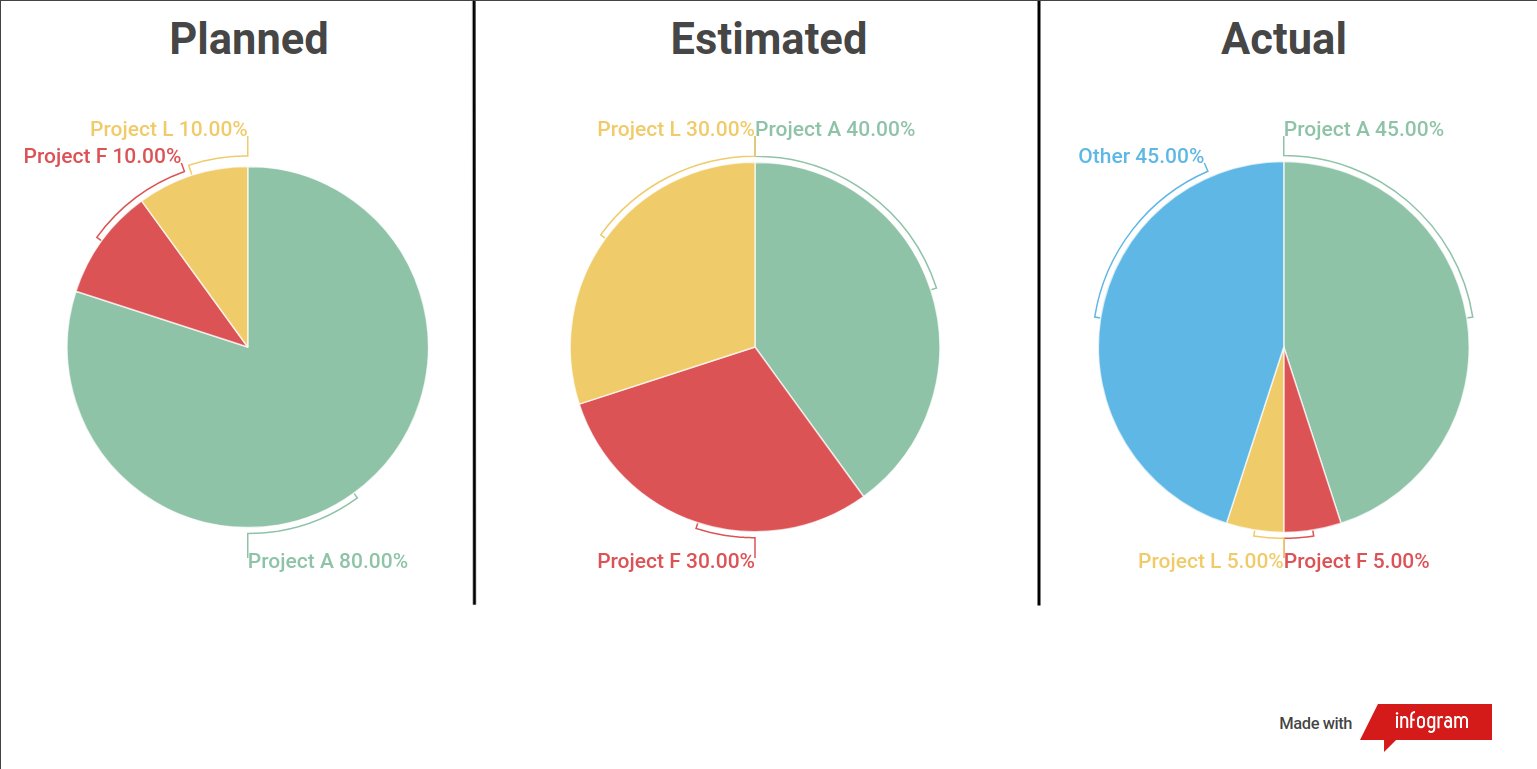 Planned
Estimated
Actual
Project L 10.00%
Project F 10.00%
Project A 80.00%
Project L 30.00%
Project A 40.00%
Project F 30.00%
Project A 45.00%
Other 45.00%
Project L 5.00%
Project F 5.00%
Made with infogram